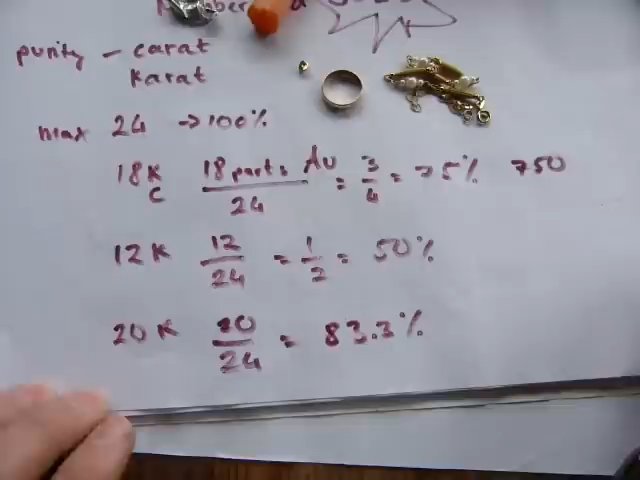 purity - carat
Karat
max 24 → 100%
18K 18 parts Au / 24 = 3/4 = 75% 750
C
12K 12/24 = 1/2 = 50%
20K 20/24 = 83.3%